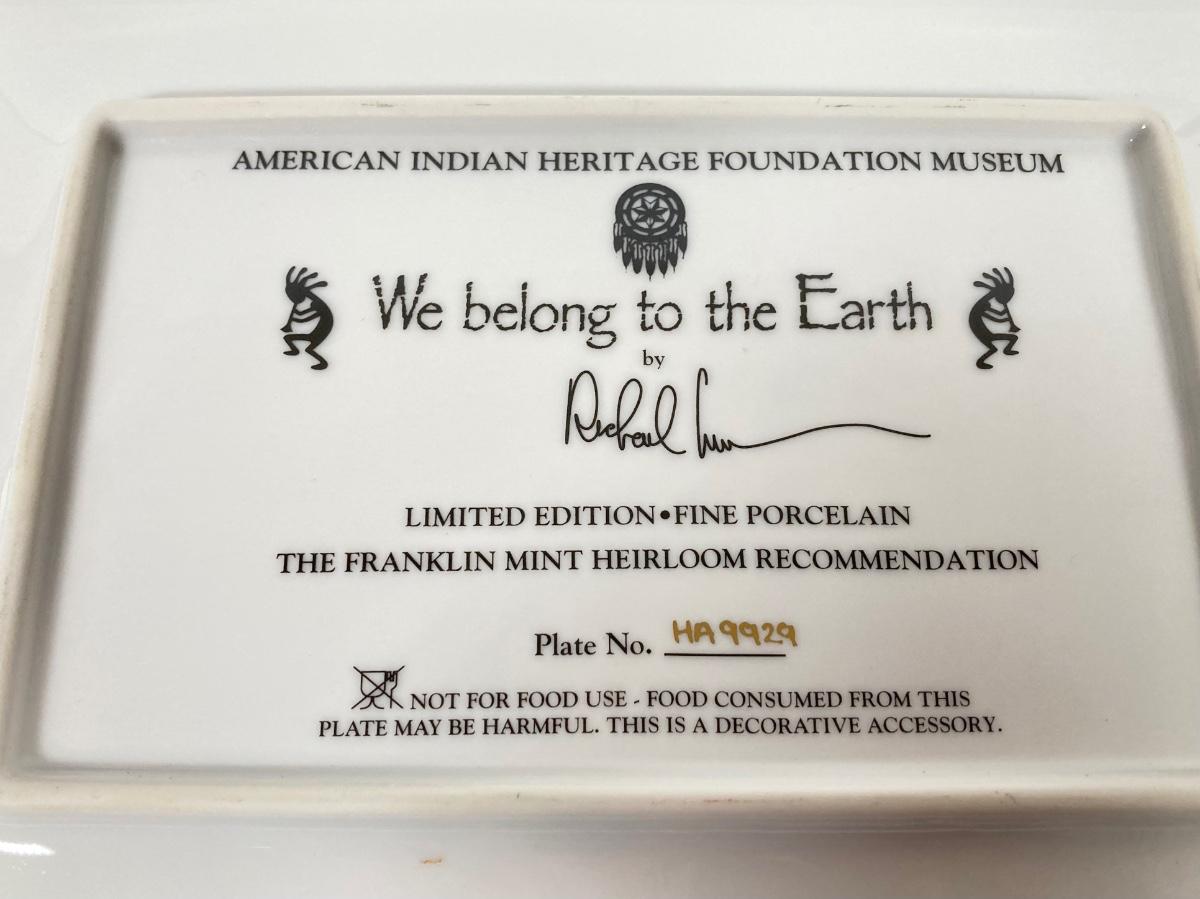 AMERICAN INDIAN HERITAGE FOUNDATION MUSEUM
We belong to the Earth
by
LIMITED EDITION•FINE PORCELAIN
THE FRANKLIN MINT HEIRLOOM RECOMMENDATION
Plate No. HA9929
NOT FOR FOOD USE - FOOD CONSUMED FROM THIS
PLATE MAY BE HARMFUL. THIS IS A DECORATIVE ACCESSORY.